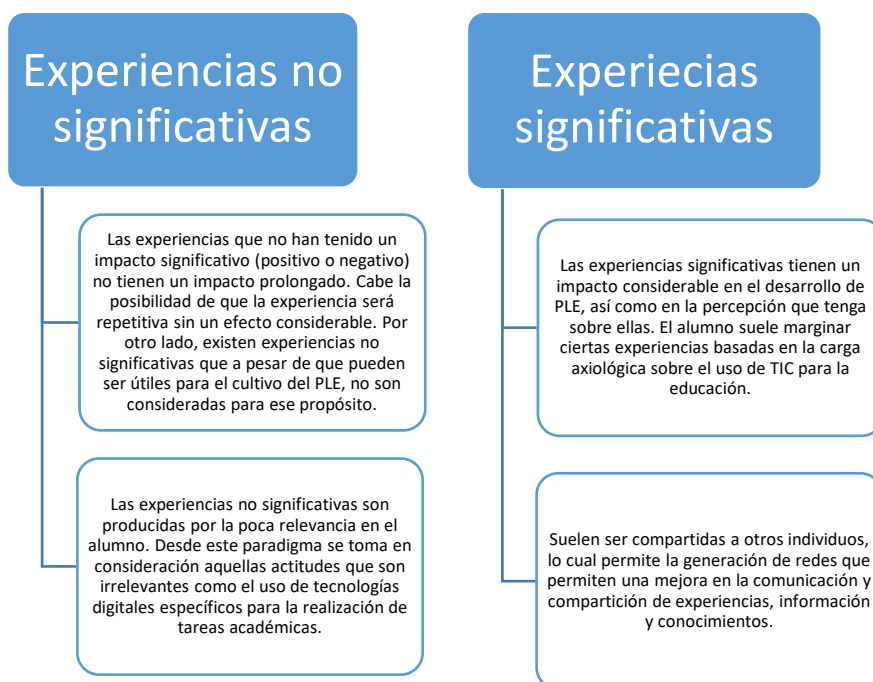 Experiencias no
significativas
Las experiencias que no han tenido un
impacto significativo (positivo o negativo)
no tienen un impacto prolongado. Cabe la
posibilidad de que la experiencia será
repetitiva sin un efecto considerable. Por
otro lado, existen experiencias no
significativas que a pesar de que pueden
ser útiles para el cultivo del PLE, no son
consideradas para ese propósito.
Las experiencias no significativas son
producidas por la poca relevancia en el
alumno. Desde este paradigma se toma en
consideración aquellas actitudes que son
irrelevantes como el uso de tecnologías
digitales específicos para la realización de
tareas académicas.
Experiecias
significativas
Las experiencias significativas tienen un
impacto considerable en el desarrollo de
PLE, así como en la percepción que tenga
sobre ellas. El alumno suele marginar
ciertas experiencias basadas en la carga
axiológica sobre el uso de TIC para la
educación.
Suelen ser compartidas a otros individuos,
lo cual permite la generación de redes que
permiten una mejora en la comunicación y
compartición de experiencias, información
y conocimientos.